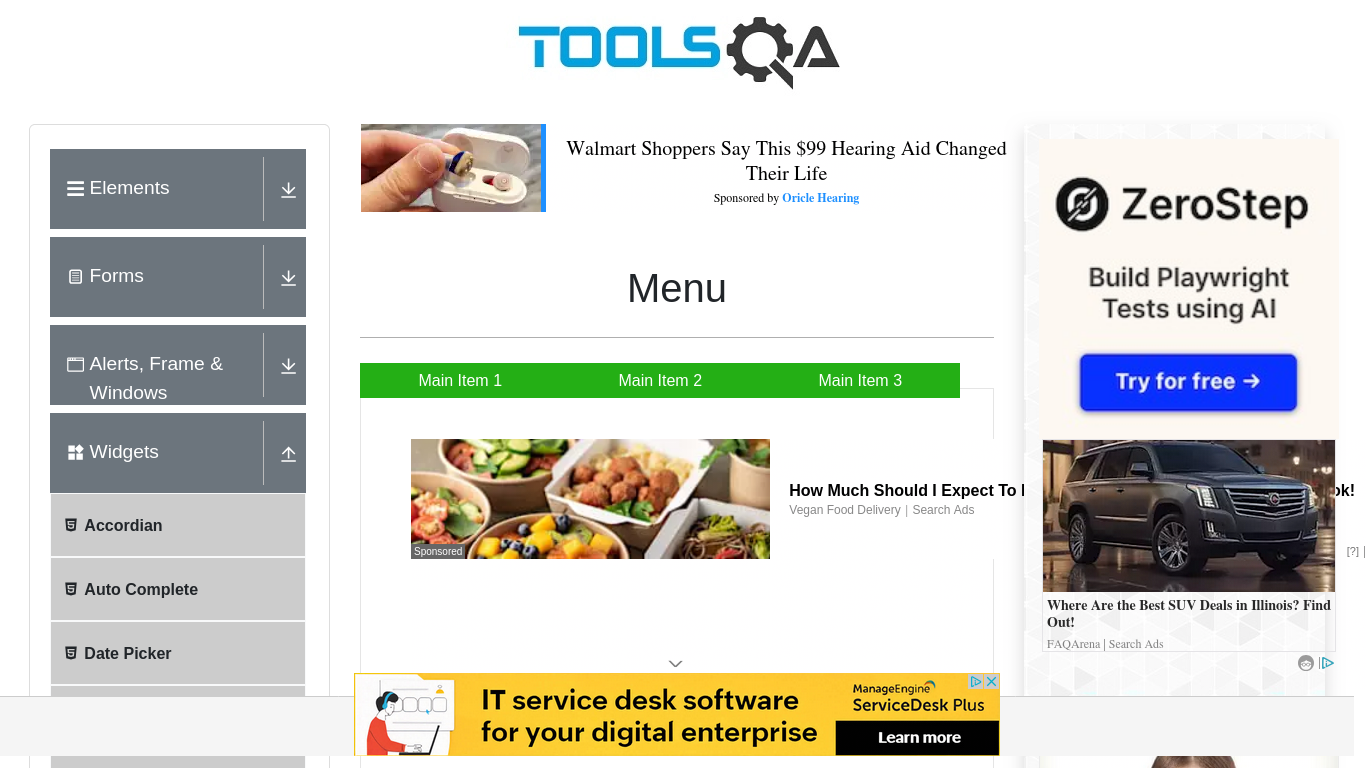 TOOLSQA
Elements
Forms
Alerts, Frame &
Windows
Widgets
Accordian
Auto Complete
Date Picker
Walmart Shoppers Say This $99 Hearing Aid Changed
Their Life
Sponsored by Oricle Hearing
Menu
Main Item 1
Main Item 2
Main Item 3
Sponsored
How Much Should I Expect To
ok!
Vegan Food Delivery | Search Ads
[?] |
ZeroStep
Build Playwright
Tests using AI
Try for free →
Where Are the Best SUV Deals in Illinois? Find
Out!
FAQArena | Search Ads
IT service desk software
for your digital enterprise
ManageEngine
ServiceDesk Plus
Learn more